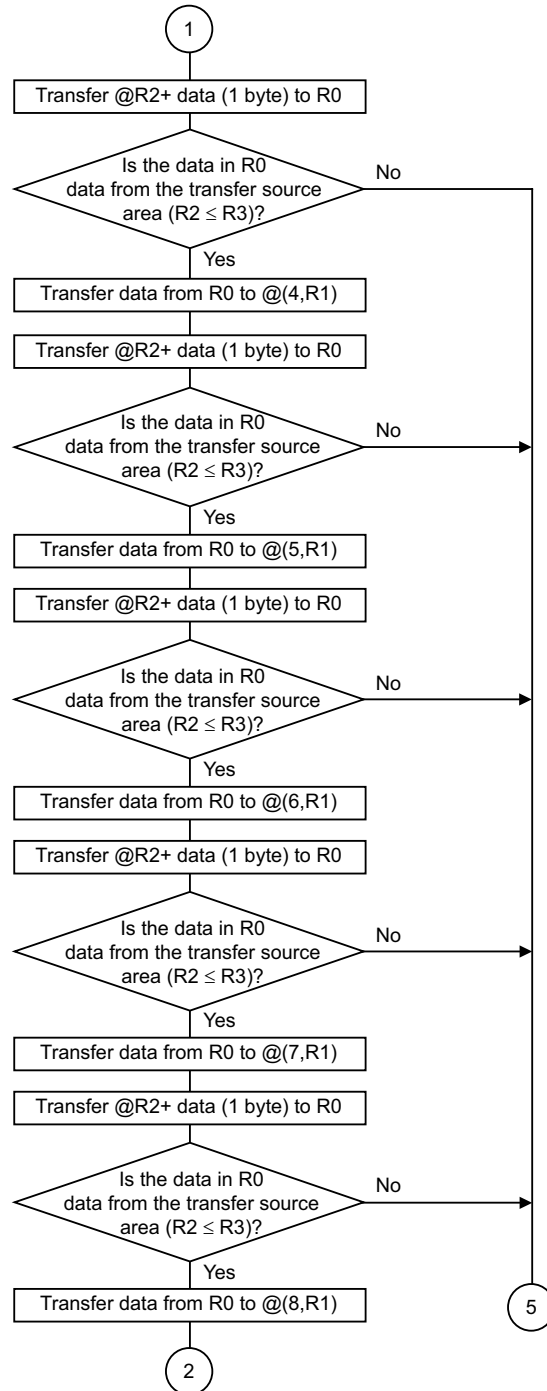 1
Transfer @R2+ data (1 byte) to R0
Is the data in R0
data from the transfer source
area (R2 ≤ R3)?
No
Yes
Transfer data from R0 to @(4,R1)
Transfer @R2+ data (1 byte) to R0
Is the data in R0
data from the transfer source
area (R2 ≤ R3)?
No
Yes
Transfer data from R0 to @(5,R1)
Transfer @R2+ data (1 byte) to R0
Is the data in R0
data from the transfer source
area (R2 ≤ R3)?
No
Yes
Transfer data from R0 to @(6,R1)
Transfer @R2+ data (1 byte) to R0
Is the data in R0
data from the transfer source
area (R2 ≤ R3)?
No
Yes
Transfer data from R0 to @(7,R1)
Transfer @R2+ data (1 byte) to R0
Is the data in R0
data from the transfer source
area (R2 ≤ R3)?
No
Yes
Transfer data from R0 to @(8,R1)
5
2